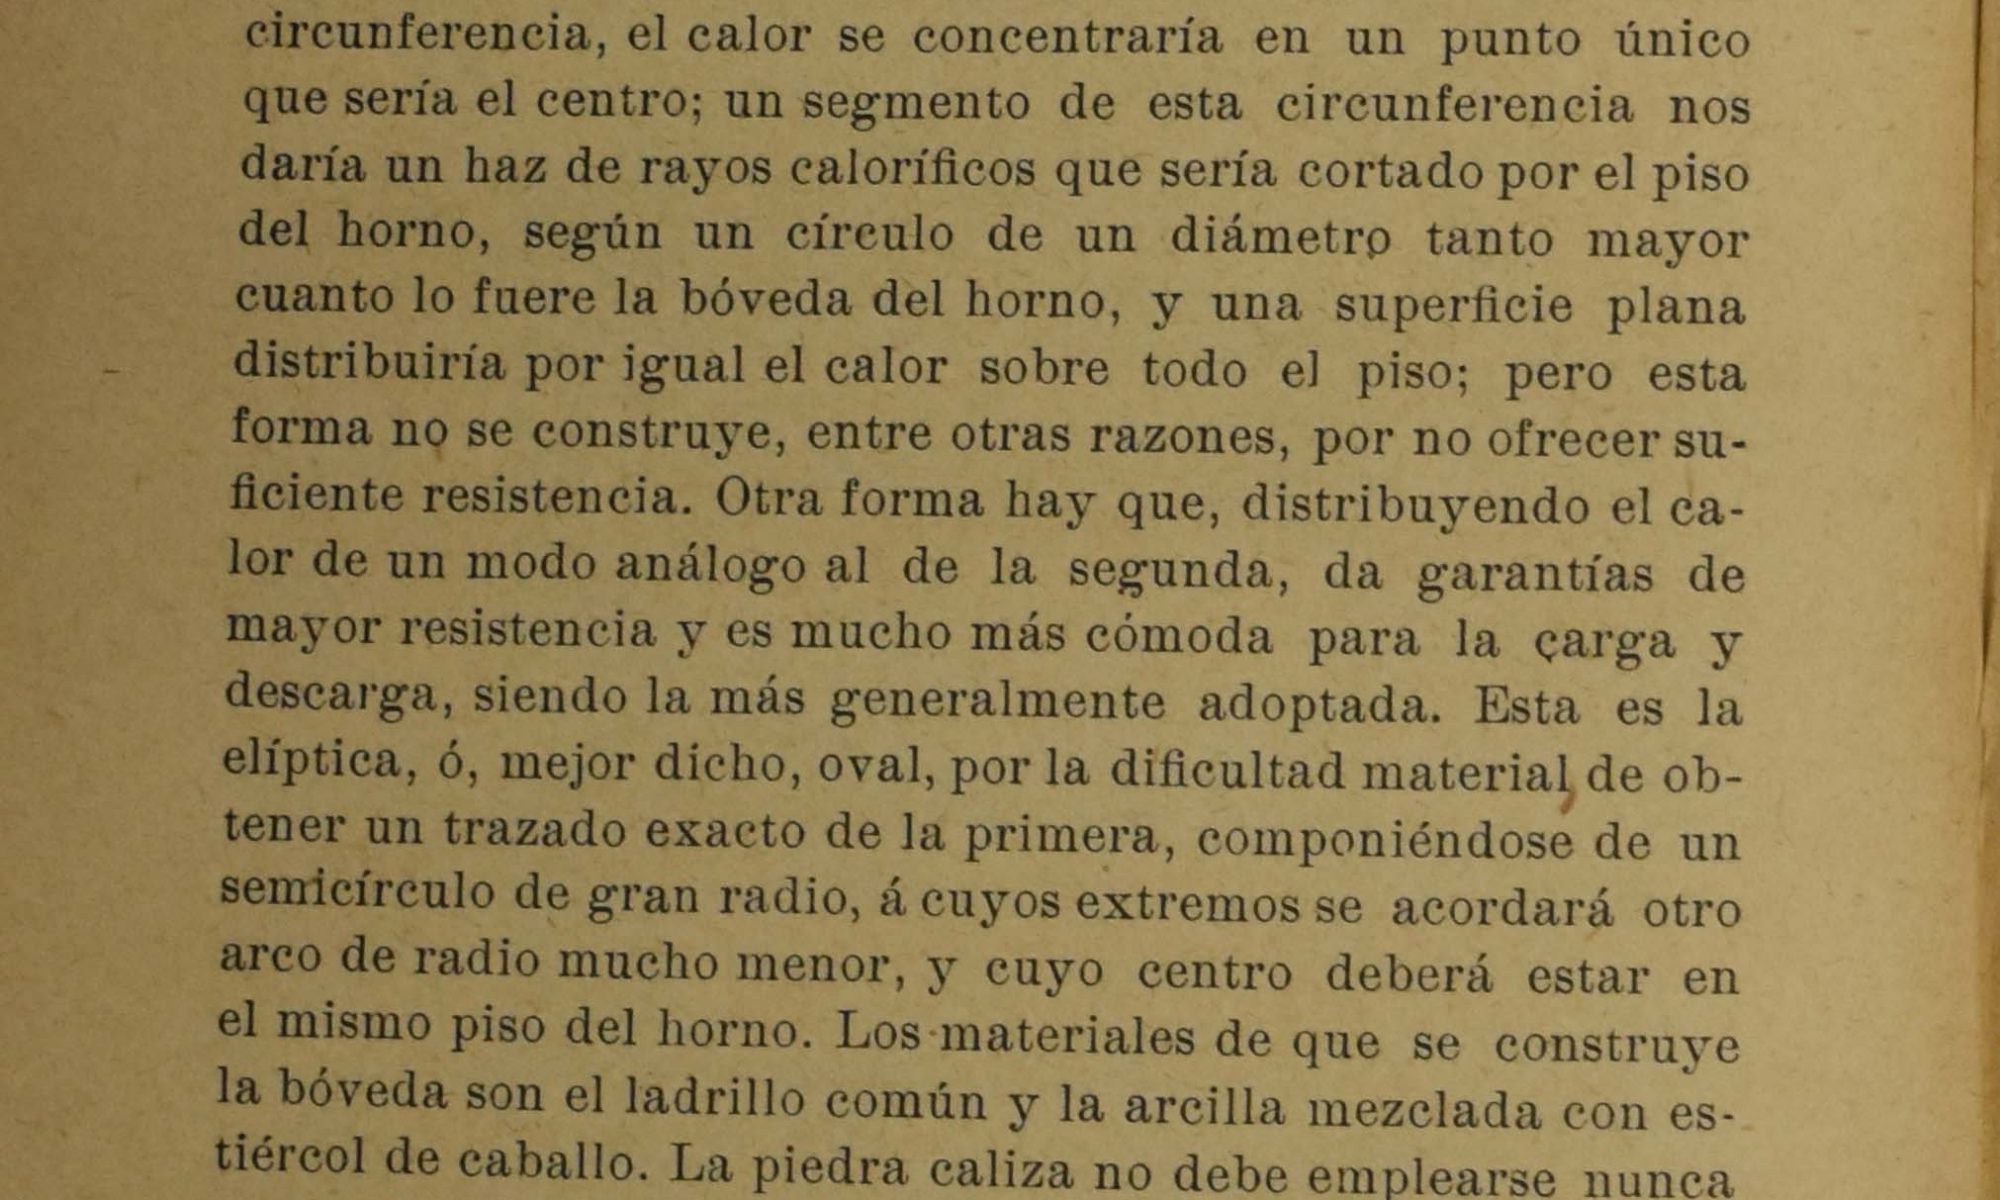 circunferencia, el calor se concentraría en un punto único
que sería el centro; un segmento de esta circunferencia nos
daría un haz de rayos caloríficos que sería cortado por el piso
del horno, según un círculo de un diámetro tanto mayor
cuanto lo fuere la bóveda del horno, y una superficie plana
distribuiría por igual el calor sobre todo el piso; pero esta
forma no se construye, entre otras razones, por no ofrecer su-
ficiente resistencia. Otra forma hay que, distribuyendo el ca-
lor de un modo análogo al de la segunda, da garantías de
mayor resistencia y es mucho más cómoda para la carga y
descarga, siendo la más generalmente adoptada. Esta es la
elíptica, ó, mejor dicho, oval, por la dificultad material de ob-
tener un trazado exacto de la primera, componiéndose de un
semicírculo de gran radio, á cuyos extremos se acordará otro
arco de radio mucho menor, y cuyo centro deberá estar en
el mismo piso del horno. Los materiales de que se construye
la bóveda son el ladrillo común y la arcilla mezclada con es-
tiércol de caballo. La piedra caliza no debe emplearse nunca